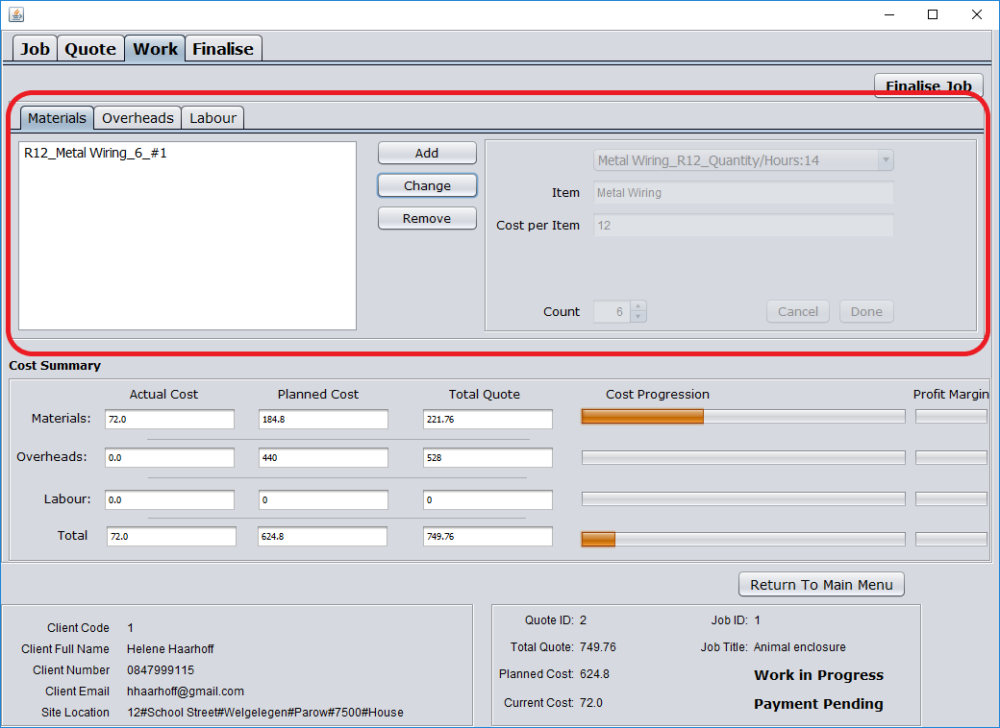 Job Quote Work Finalise
Finalise Job
Materials Overheads Labour
R12_Metal Wiring_6_#1
Add
Change
Remove
Metal Wiring_R12_Quantity/Hours:14
Item Metal Wiring
Cost per Item 12
Count 6 Cancel Done
Cost Summary
Actual Cost Planned Cost Total Quote Cost Progression Profit Margin
Materials: 72.0 184.8 221.76
Overheads: 0.0 440 528
Labour: 0.0 0 0
Total 72.0 624.8 749.76
Return To Main Menu
Client Code 1
Client Full Name Helene Haarhoff
Client Number 0847999115
Client Email hhaarhoff@gmail.com
Site Location 12#School Street#Welgelegen#Parow#7500#House
Quote ID: 2 Job ID: 1
Total Quote: 749.76 Job Title: Animal enclosure
Planned Cost: 624.8 Work in Progress
Current Cost: 72.0 Payment Pending